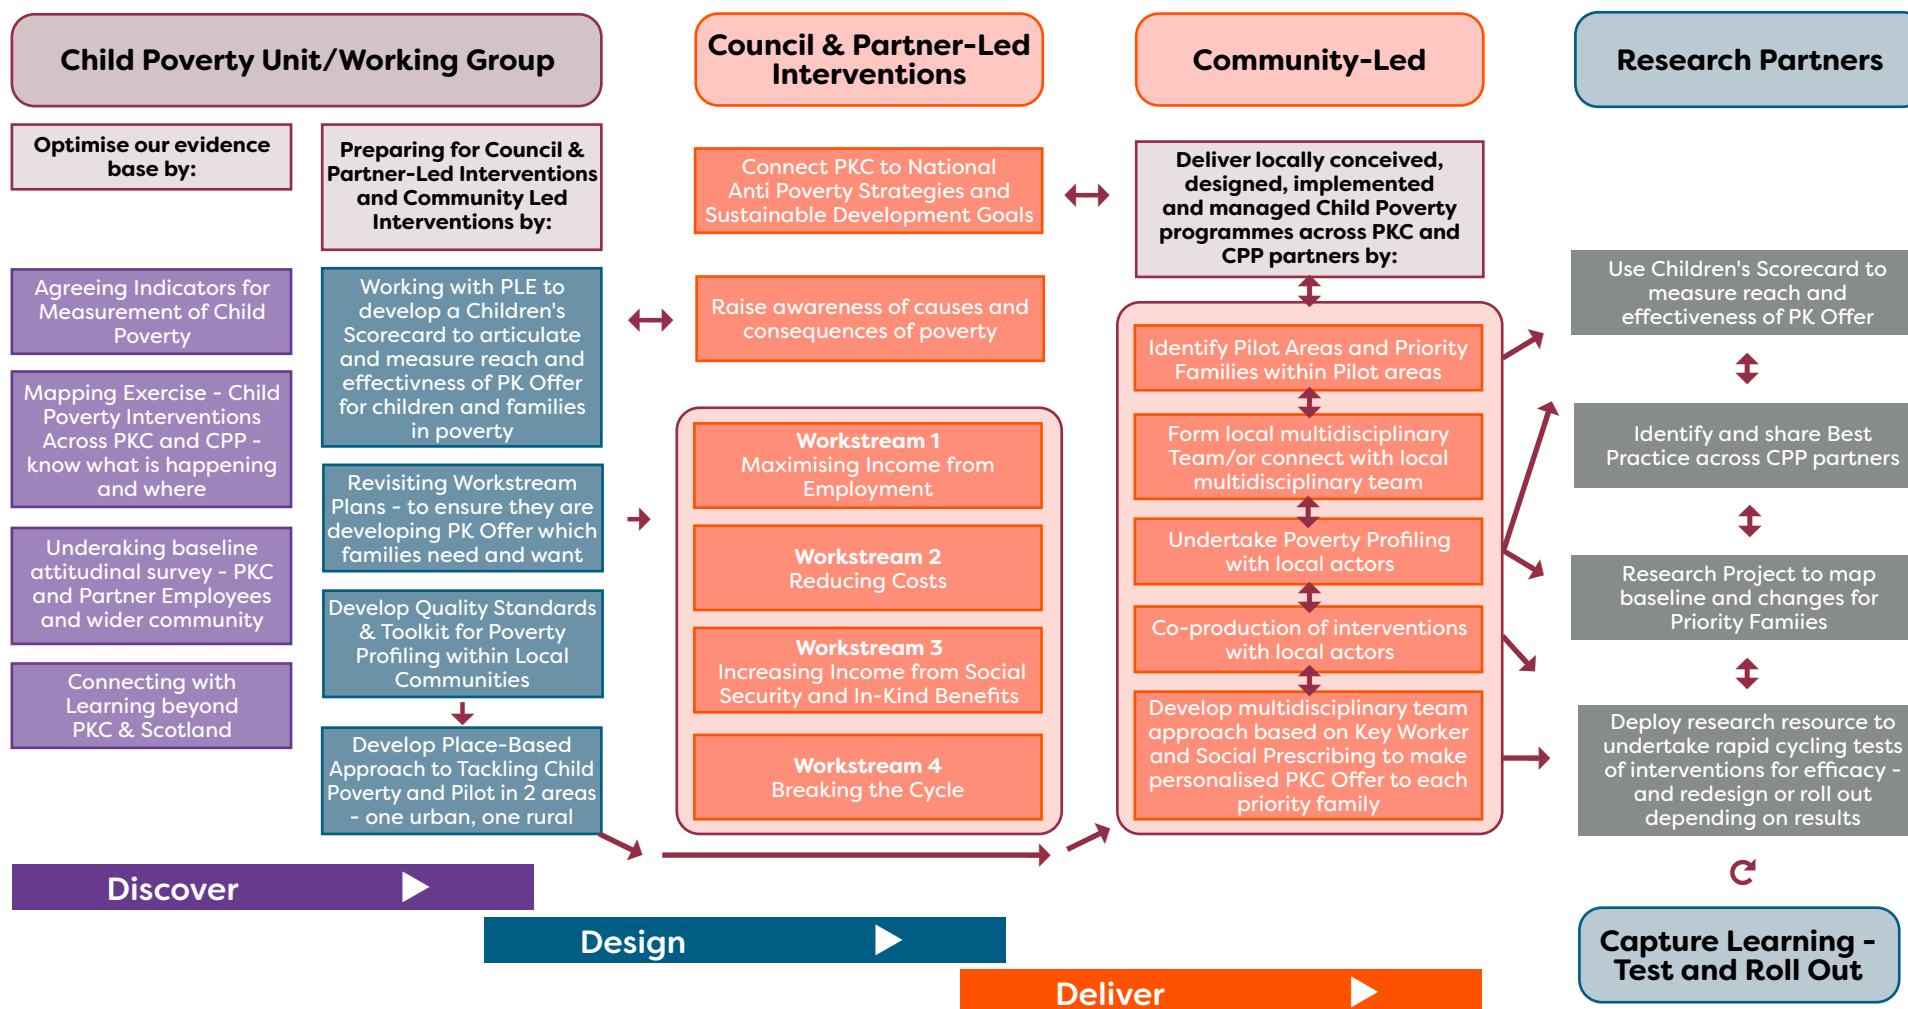 Child Poverty Unit/Working Group
Optimise our evidence
base by:
Agreeing Indicators for
Measurement of Child
Poverty
Mapping Exercise - Child
Poverty Interventions
Across PKC and CPP -
know what is happening
and where
Underaking baseline
attitudinal survey - PKC
and Partner Employees
and wider community
Connecting with
Learning beyond
PKC & Scotland
Preparing for Council &
Partner-Led Interventions
and Community Led
Interventions by:
Working with PLE to
develop a Children's
Scorecard to articulate
and measure reach and
effectivness of PK Offer
for children and families
in poverty
Revisiting Workstream
Plans - to ensure they are
developing PK Offer which
families need and want
Develop Quality Standards
& Toolkit for Poverty
Profiling within Local
Communities
Develop Place-Based
Approach to Tackling Child
Poverty and Pilot in 2 areas
- one urban, one rural
Council & Partner-Led
Interventions
Connect PKC to National
Anti Poverty Strategies and
Sustainable Development Goals
Raise awareness of causes and
consequences of poverty
Workstream 1
Maximising Income from
Employment
Workstream 2
Reducing Costs
Workstream 3
Increasing Income from Social
Security and In-Kind Benefits
Workstream 4
Breaking the Cycle
Community-Led
Deliver locally conceived,
designed, implemented
and managed Child Poverty
programmes across PKC and
CPP partners by:
Identify Pilot Areas and Priority
Families within Pilot areas
Form local multidisciplinary
Team/or connect with local
multidisciplinary team
Undertake Poverty Profiling
with local actors
Co-production of interventions
with local actors
Develop multidisciplinary team
approach based on Key Worker
and Social Prescribing to make
personalised PKC Offer to each
priority family
Research Partners
Use Children's Scorecard to
measure reach and
effectiveness of PK Offer
Identify and share Best
Practice across CPP partners
Research Project to map
baseline and changes for
Priority Famiies
Deploy research resource to
undertake rapid cycling tests
of interventions for efficacy -
and redesign or roll out
depending on results
Capture Learning -
Test and Roll Out
Discover
Design
Deliver